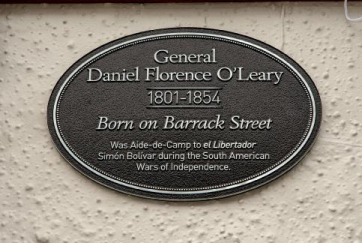 General
Daniel Florence O'Leary
1801-1854
Born on Barrack Street
Was Aide-de-Camp to el Libertador
Simón Bolívar during the South American
Wars of Independence.